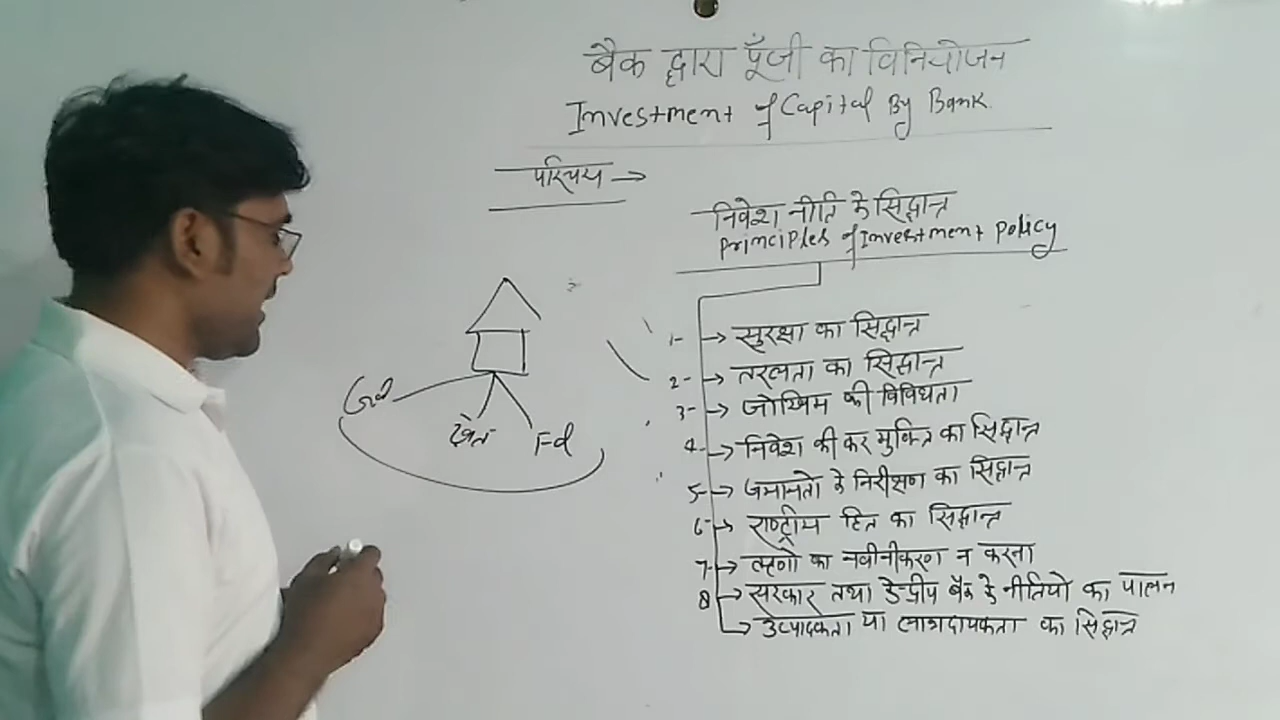 बैंक द्वारा पूँजी का विनियोजन
Investment of Capital By Bank.
परिचय →
निवेश नीति के सिद्धान्त
Principles of Investment Policy
1- → सुरक्षा का सिद्धान्त
2- → तरलता का सिद्धान्त
3- → जोखिम की विविधता
4- → निवेश की कर मुक्ति का सिद्धान्त
5- → जमानतो के निरीक्षण का सिद्धान्त
6- → राष्ट्रीय हित का सिद्धान्त
7- → ऋणो का नवीनीकरण न करना
8 → सरकार तथा केन्द्रीय बैंक के नीतियो का पालन
→ उत्पादकता या लाभदायकता का सिद्धान्त
Gold
खेत
Fd